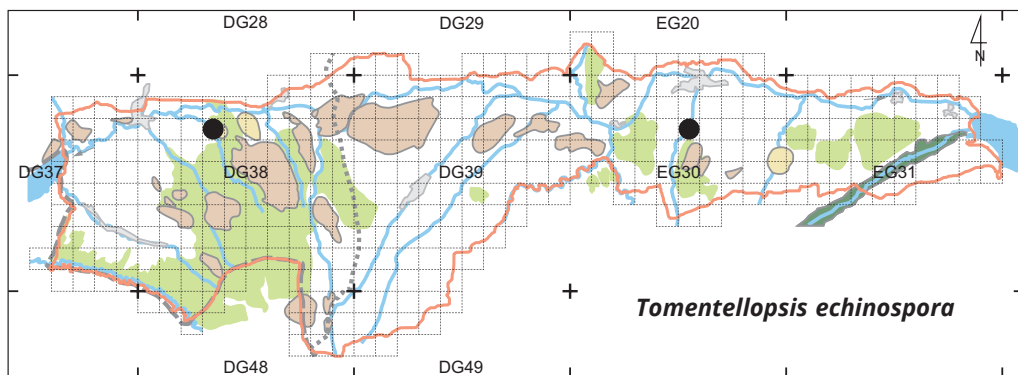 DG28 DG29 EG20
N
DG37 DG38 DG39 EG30 EG31
Tomentellopsis echinospora
DG48 DG49